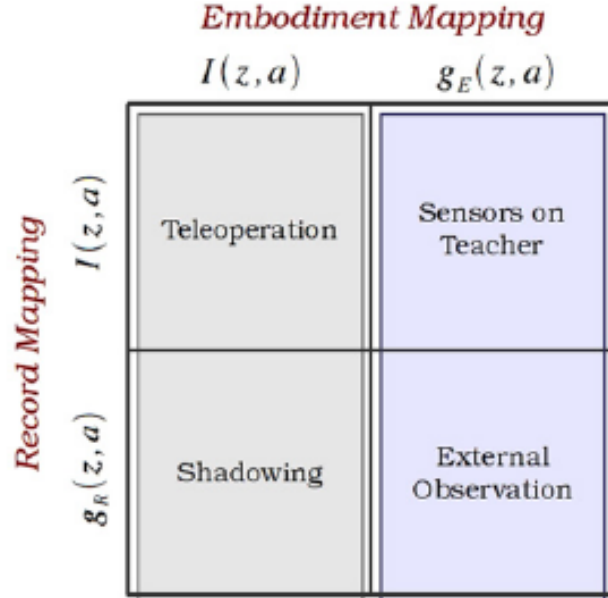 Embodiment Mapping
I(z,a) g_E(z,a)
Record Mapping
I(z,a)
Teleoperation
Sensors on
Teacher
g_R(z,a)
Shadowing
External
Observation